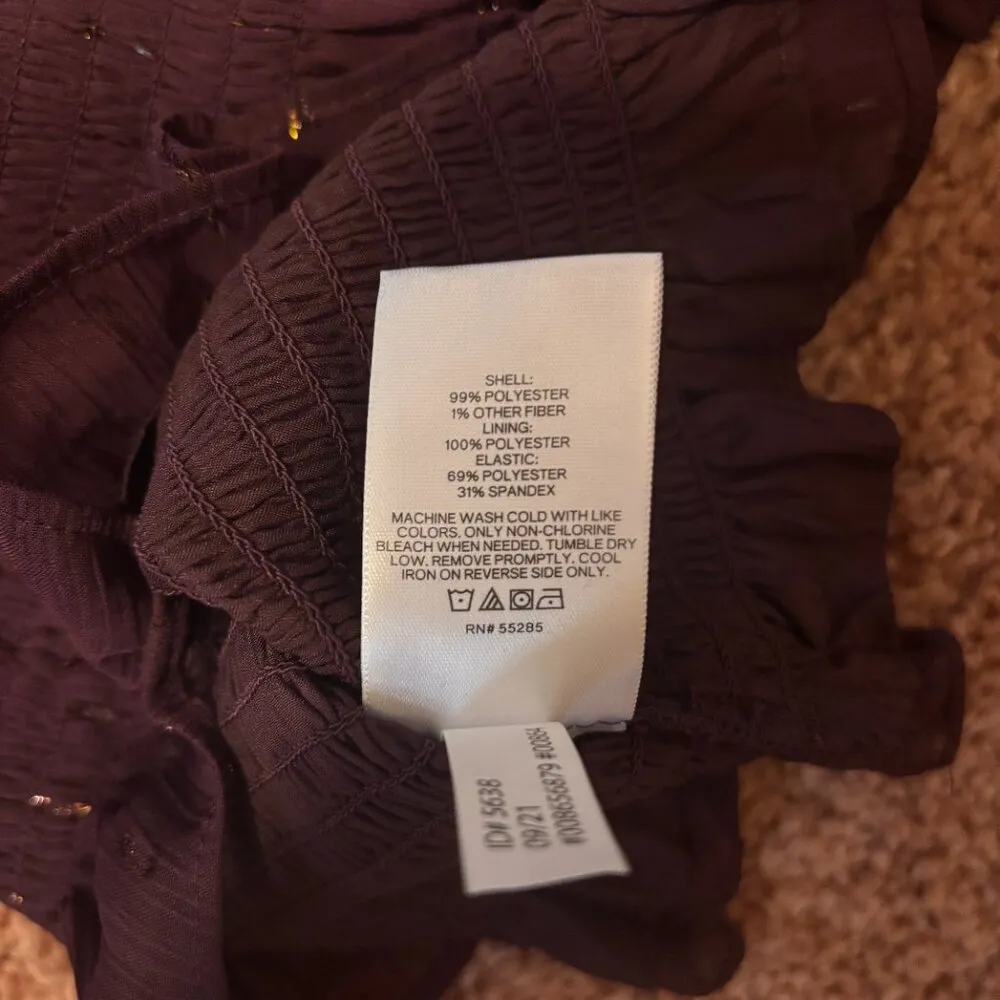 SHELL:
99% POLYESTER
1% OTHER FIBER
LINING:
100% POLYESTER
ELASTIC:
69% POLYESTER
31% SPANDEX
MACHINE WASH COLD WITH LIKE
COLORS. ONLY NON-CHLORINE
BLEACH WHEN NEEDED. TUMBLE DRY
LOW. REMOVE PROMPTLY. COOL
IRON ON REVERSE SIDE ONLY.
RN# 55285
ID# 5638
09/21
#008656879